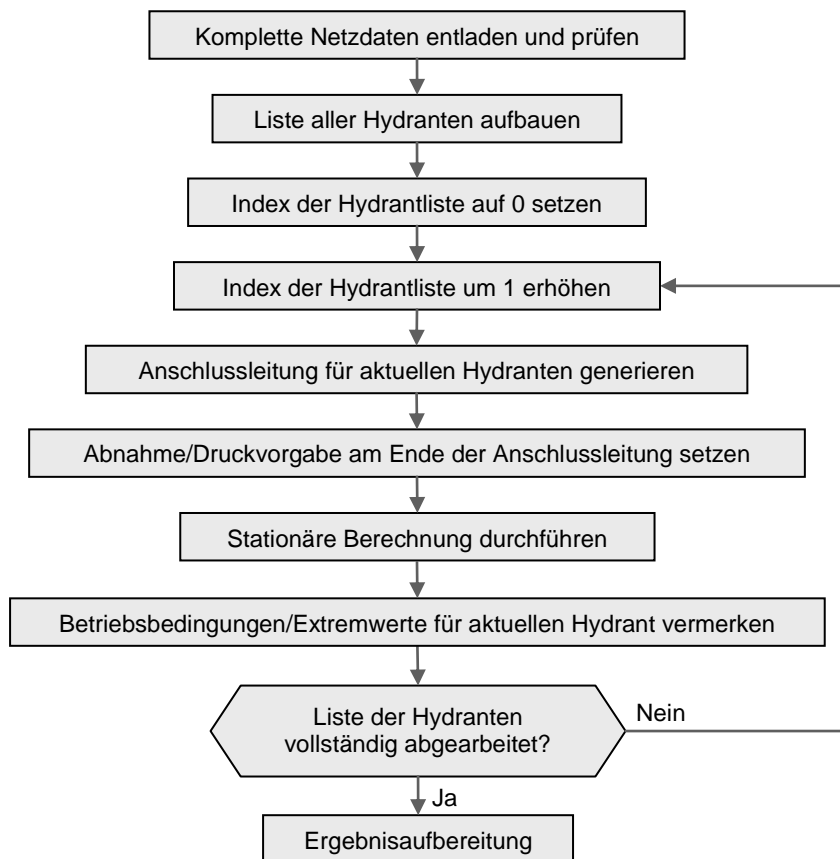 Komplette Netzdaten entladen und prüfen
Liste aller Hydranten aufbauen
Index der Hydrantliste auf 0 setzen
Index der Hydrantliste um 1 erhöhen
Anschlussleitung für aktuellen Hydranten generieren
Abnahme/Druckvorgabe am Ende der Anschlussleitung setzen
Stationäre Berechnung durchführen
Betriebsbedingungen/Extremwerte für aktuellen Hydrant vermerken
Liste der Hydranten
vollständig abgearbeitet?
Nein
Ja
Ergebnisaufbereitung